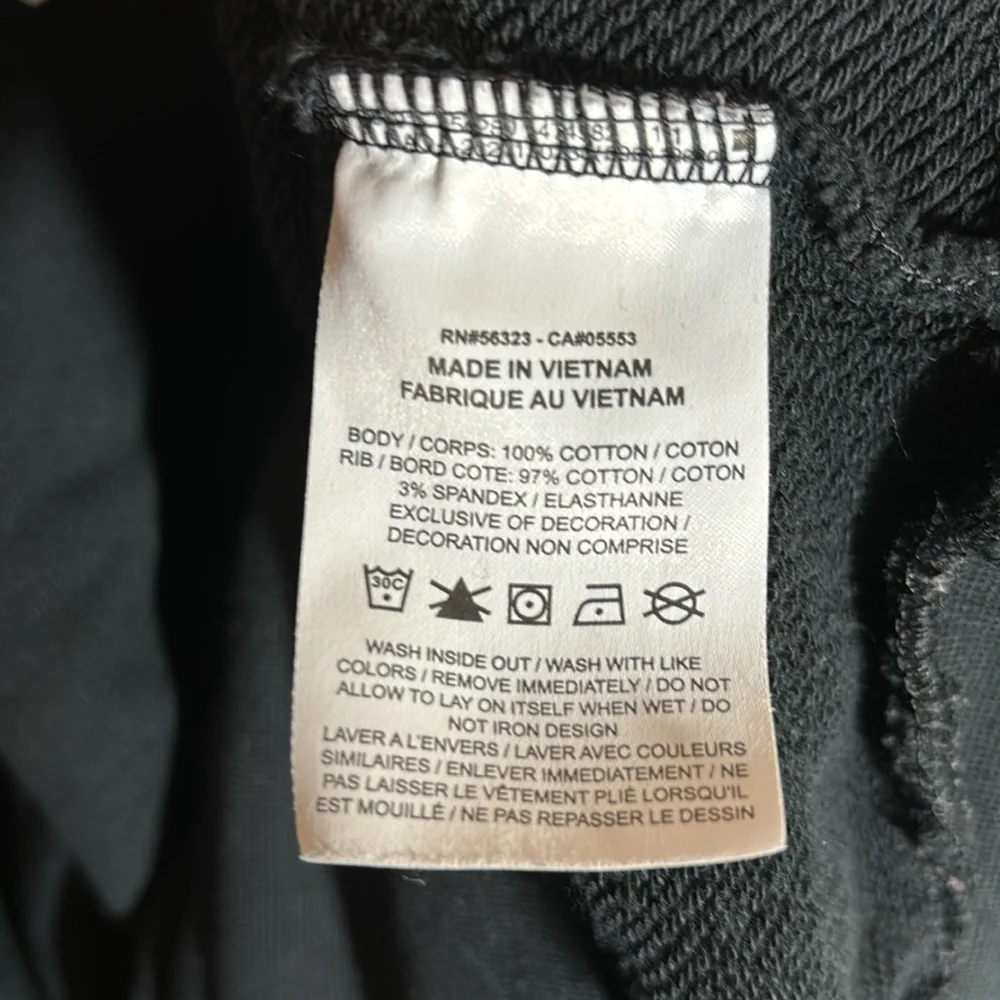 RN#56323 - CA#05553
MADE IN VIETNAM
FABRIQUE AU VIETNAM
BODY / CORPS: 100% COTTON / COTON
RIB / BORD COTE: 97% COTTON / COTON
3% SPANDEX / ELASTHANNE
EXCLUSIVE OF DECORATION /
DECORATION NON COMPRISE
30C
WASH INSIDE OUT / WASH WITH LIKE
COLORS / REMOVE IMMEDIATELY / DO NOT
ALLOW TO LAY ON ITSELF WHEN WET / DO
NOT IRON DESIGN
LAVER A L'ENVERS / LAVER AVEC COULEURS
SIMILAIRES / ENLEVER IMMEDIATEMENT / NE
PAS LAISSER LE VÊTEMENT PLIÉ LORSQU'IL
EST MOUILLÉ / NE PAS REPASSER LE DESSIN